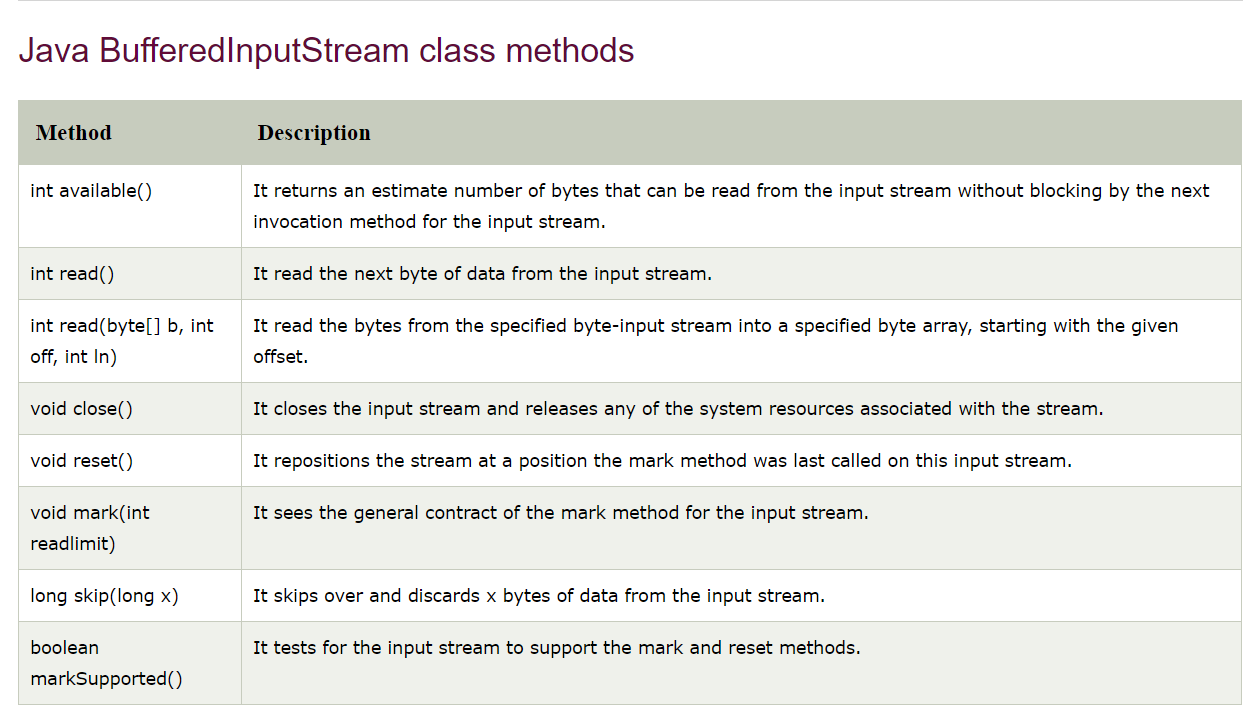 Java BufferedInputStream class methods
Method Description
int available() It returns an estimate number of bytes that can be read from the input stream without blocking by the next
invocation method for the input stream.
int read() It read the next byte of data from the input stream.
int read(byte[] b, int It read the bytes from the specified byte-input stream into a specified byte array, starting with the given
off, int ln) offset.
void close() It closes the input stream and releases any of the system resources associated with the stream.
void reset() It repositions the stream at a position the mark method was last called on this input stream.
void mark(int It sees the general contract of the mark method for the input stream.
readlimit)
long skip(long x) It skips over and discards x bytes of data from the input stream.
boolean It tests for the input stream to support the mark and reset methods.
markSupported()